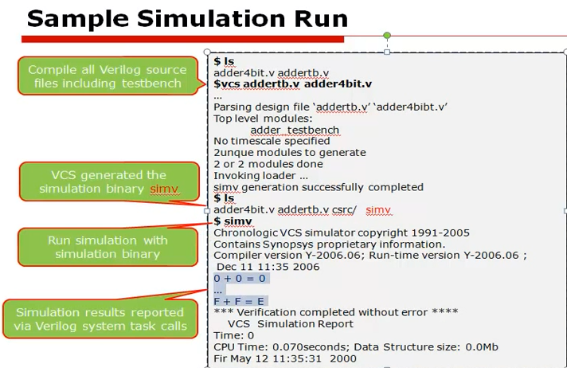 Sample Simulation Run
Compile all Verilog source
files including testbench
VCS generated the
simulation binary simv
Run simulation with
simulation binary
Simulation results reported
via Verilog system task calls
$ ls
adder4bit.v addertb.v
$vcs addertb.v adder4bit.v
...
Parsing design file ‘addertb.v’ ‘adder4bibt.v’
Top level modules:
adder_testbench
No timescale specified
2unque modules to generate
2 or 2 modules done
Invoking loader ...
simv generation successfully completed
$ ls
adder4bit.v addertb.v csrc/ simv
$ simv
Chronologic VCS simulator copyright 1991-2005
Contains Synopsys proprietary information.
Compiler version Y-2006.06; Run-time version Y-2006.06 ;
Dec 11 11:35 2006
0 + 0 = 0
...
F + F = E
*** Verification completed without error ****
VCS Simulation Report
Time: 0
CPU Time: 0.070seconds; Data Structure size: 0.0Mb
Fir May 12 11:35:31 2000